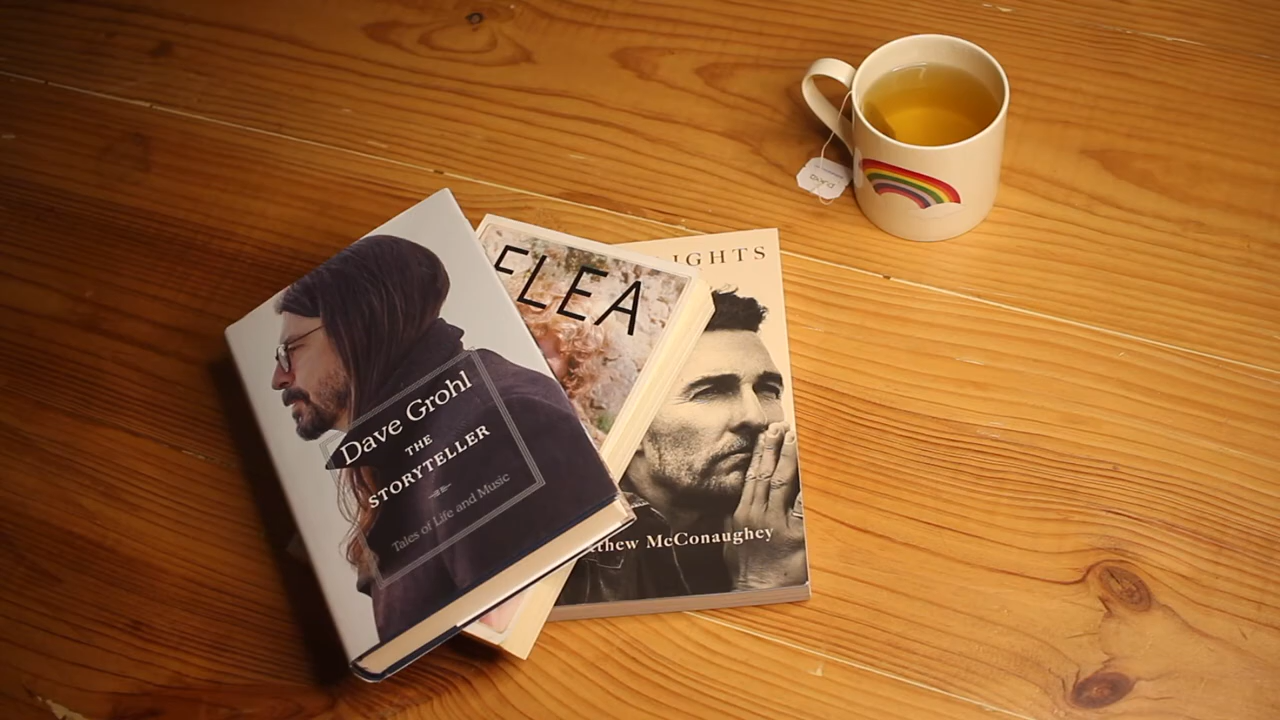 Dave Grohl
THE
STORYTELLER
Tales of Life and Music
FLEA
IGHTS
thew McConaughey